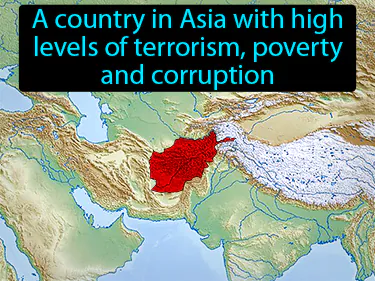 A country in Asia with high
levels of terrorism, poverty
and corruption